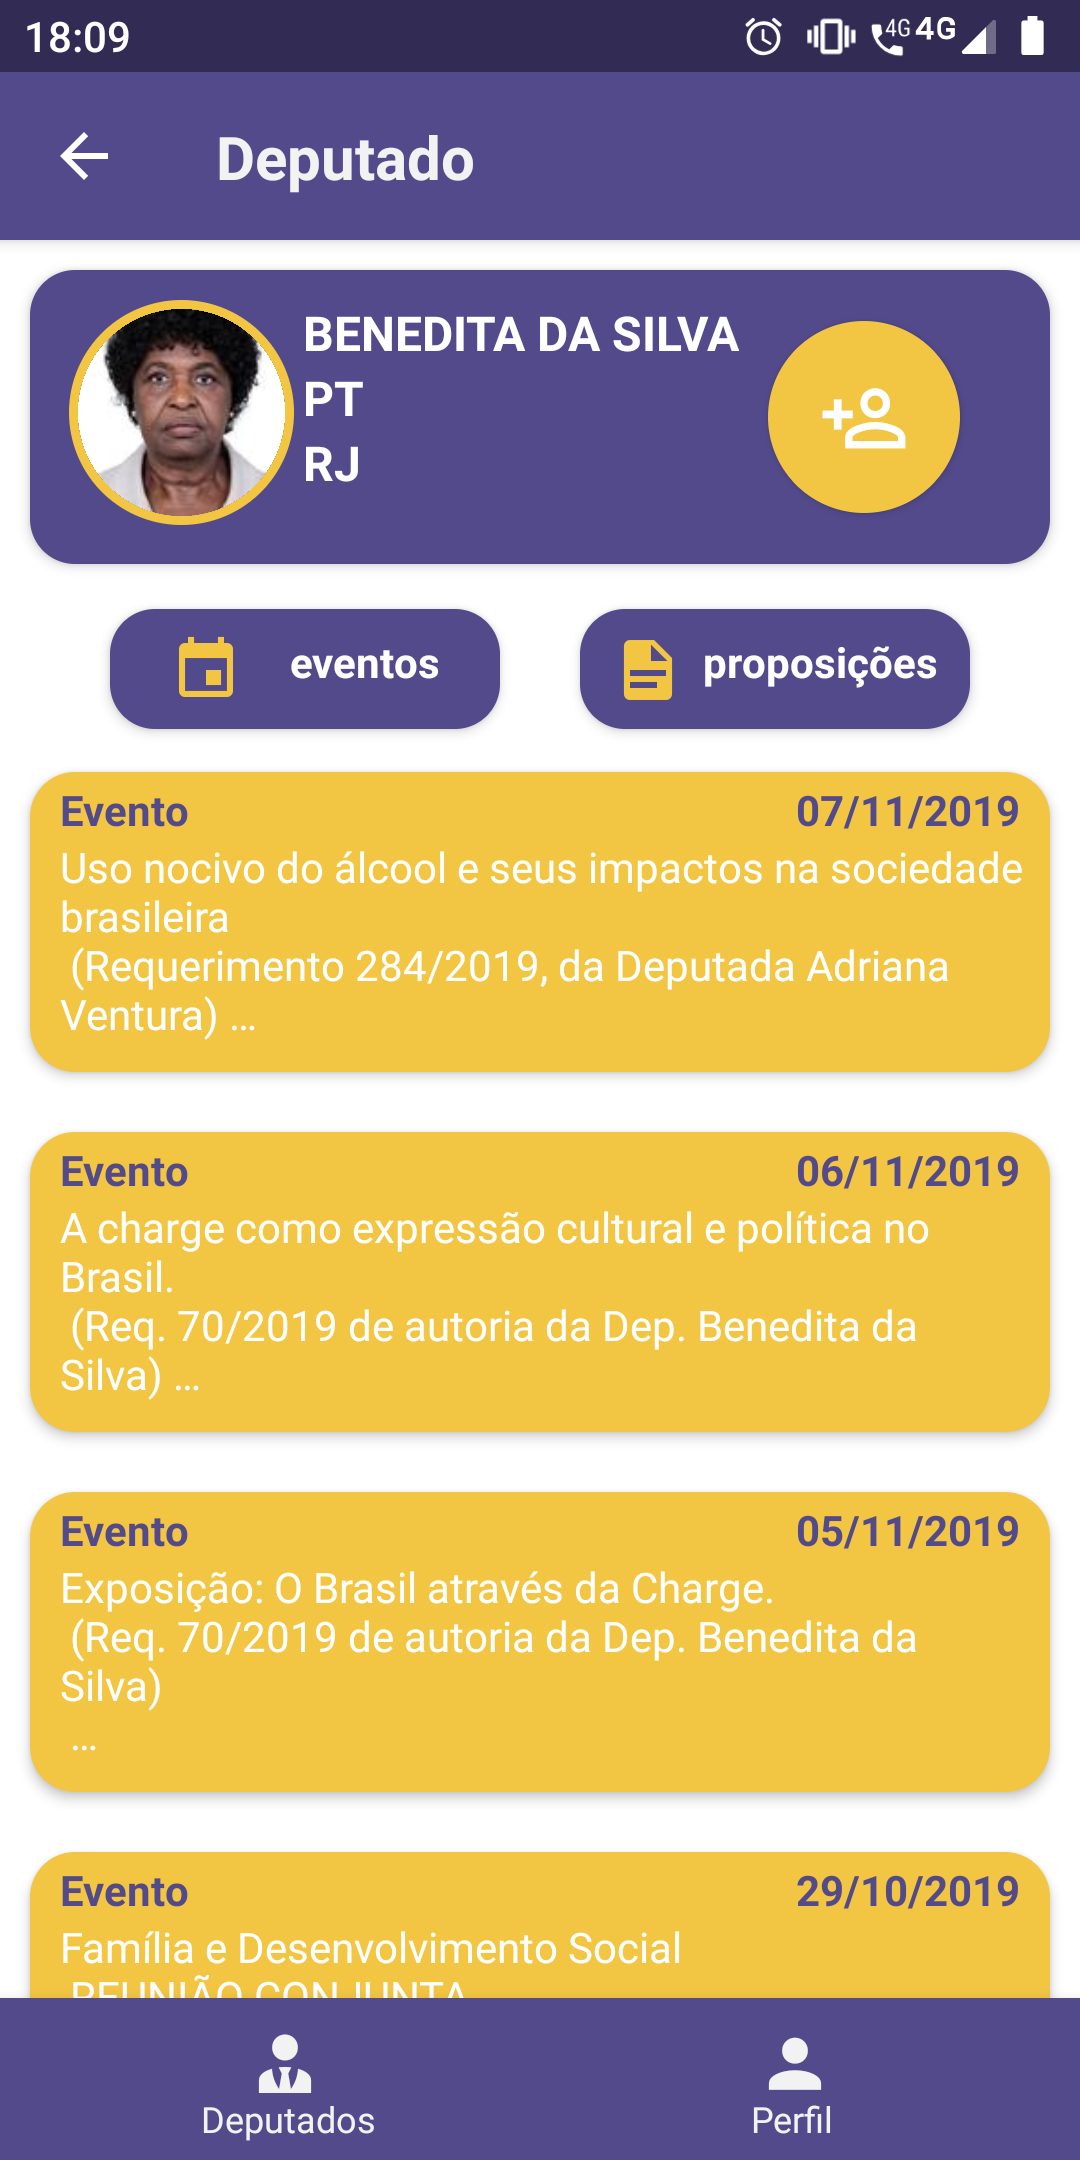 18:09
4G 4G
Deputado
BENEDITA DA SILVA
PT
RJ
eventos
proposições
Evento 07/11/2019
Uso nocivo do álcool e seus impactos na sociedade
brasileira
(Requerimento 284/2019, da Deputada Adriana
Ventura) ...
Evento 06/11/2019
A charge como expressão cultural e política no
Brasil.
(Req. 70/2019 de autoria da Dep. Benedita da
Silva) ...
Evento 05/11/2019
Exposição: O Brasil através da Charge.
(Req. 70/2019 de autoria da Dep. Benedita da
Silva)
...
Evento 29/10/2019
Família e Desenvolvimento Social
REUNIÃO CONJUNTA
Deputados
Perfil